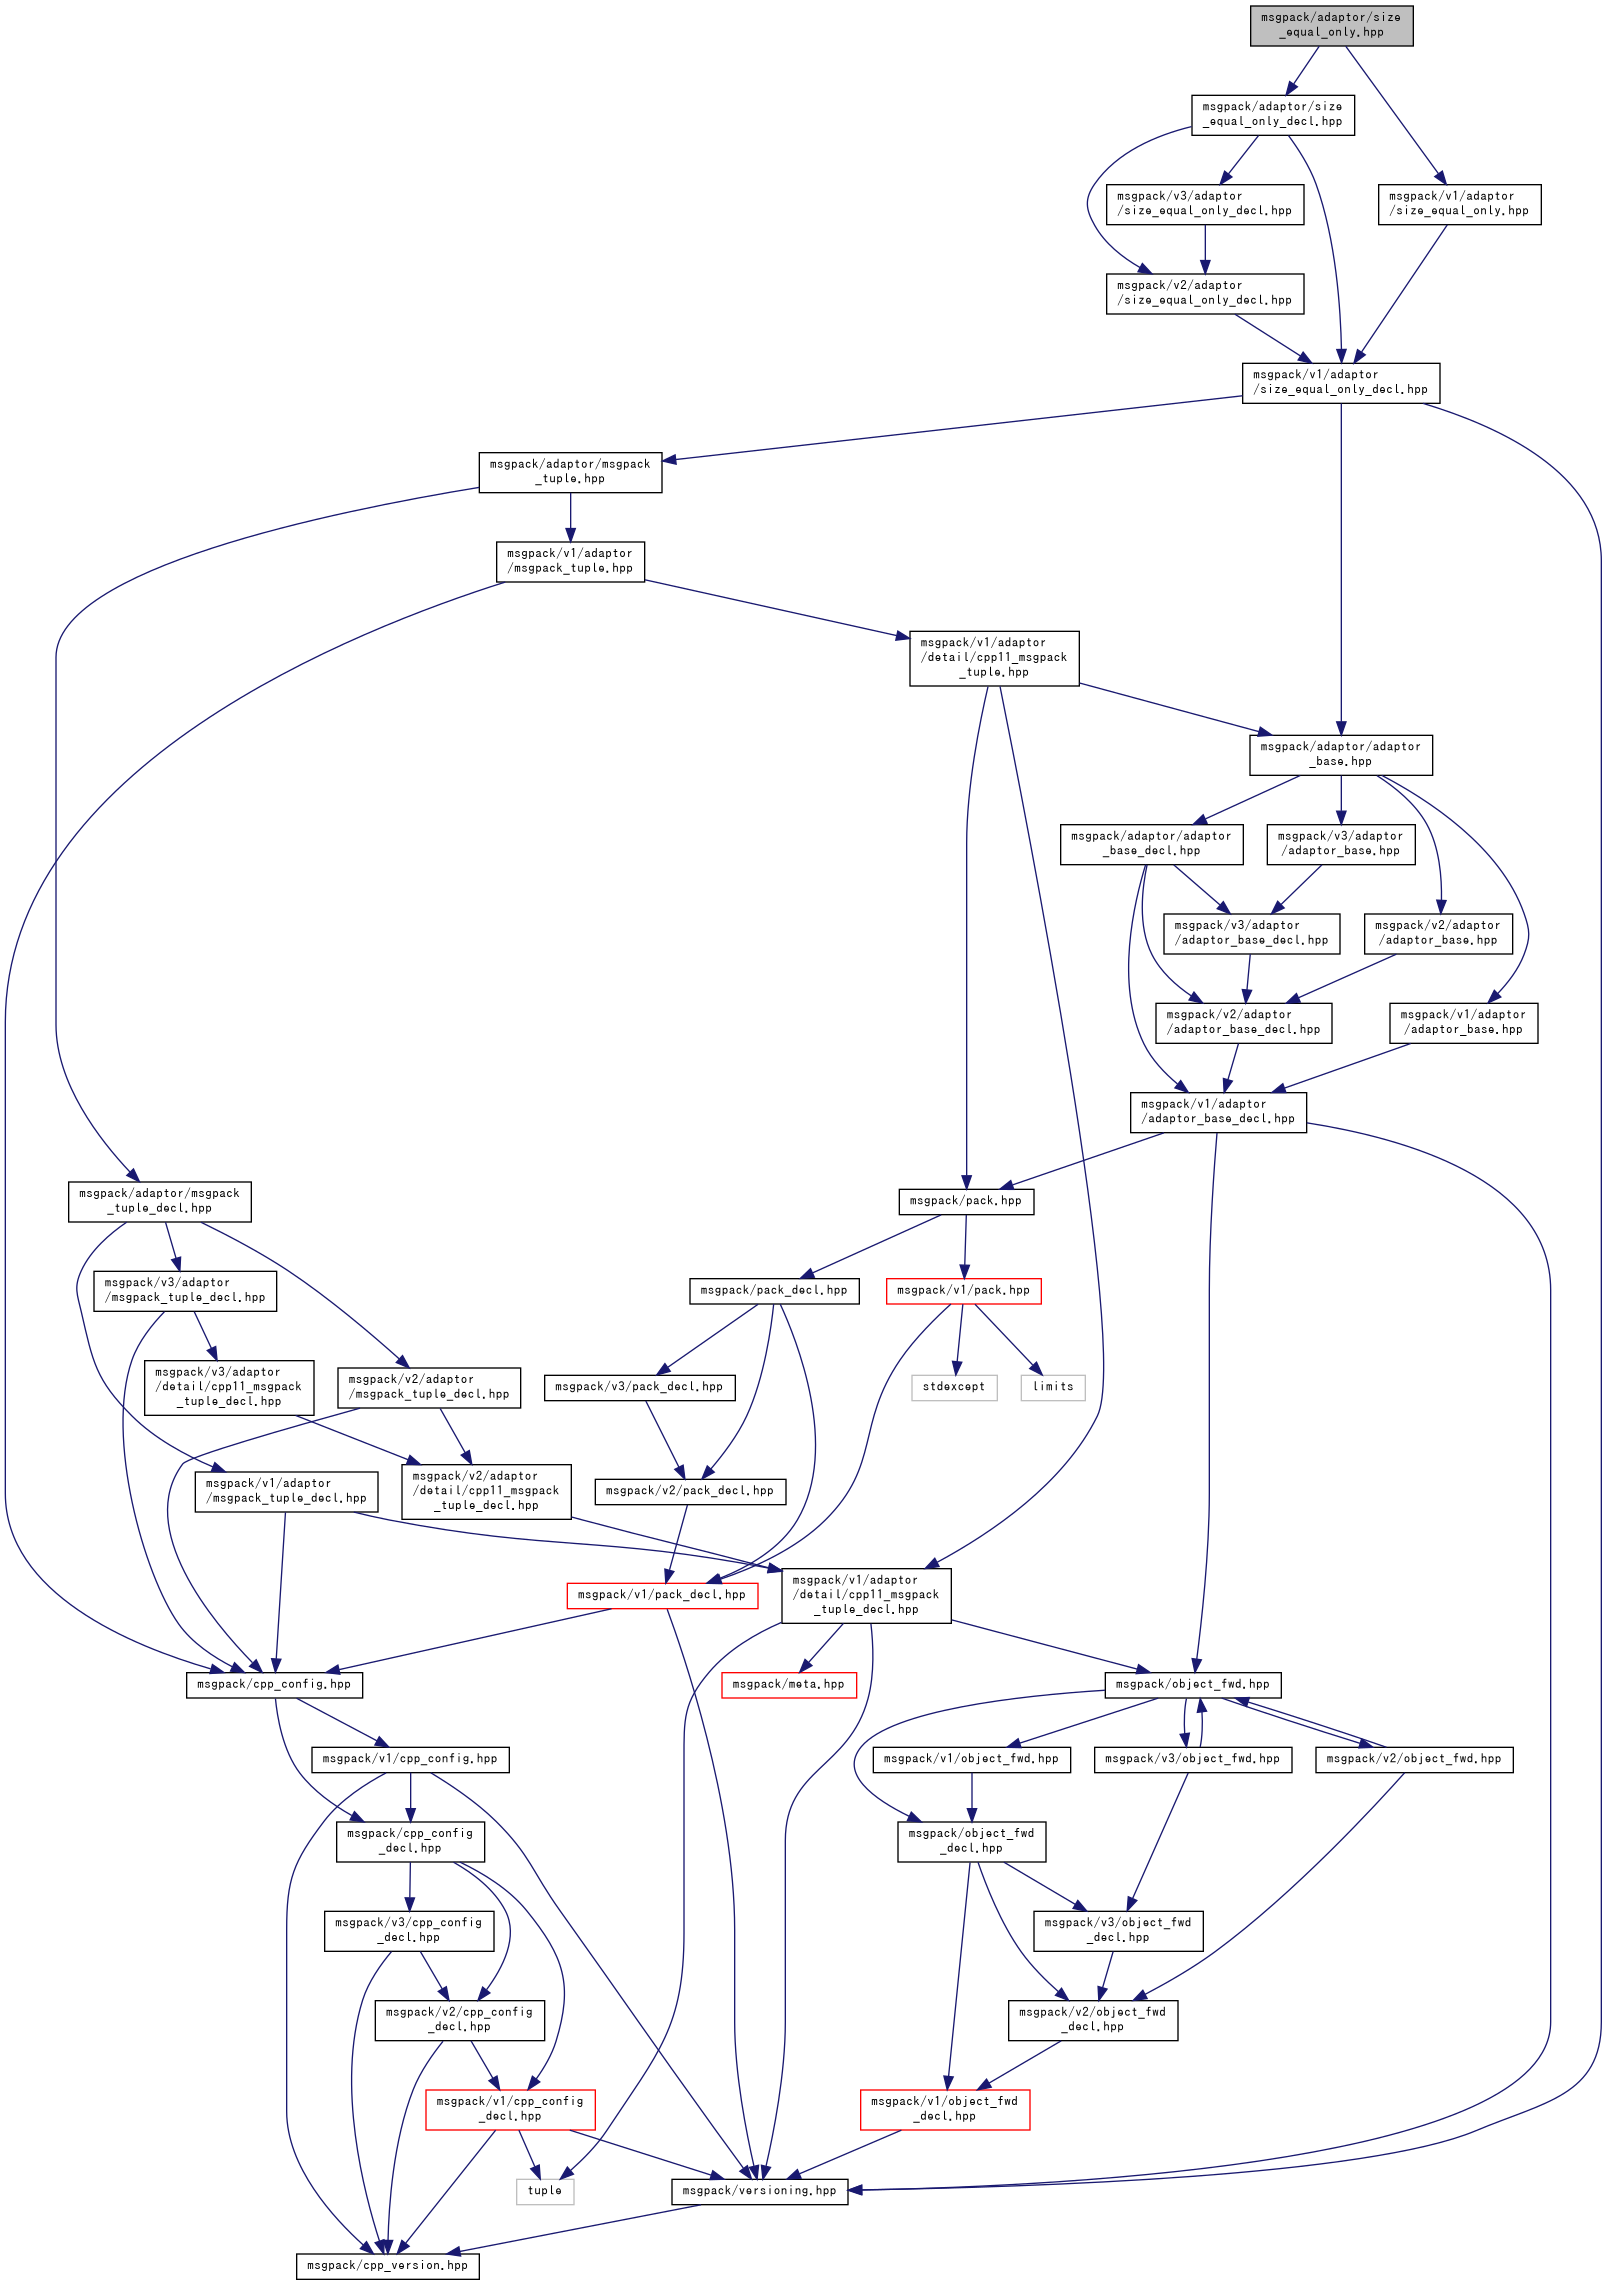 msgpack/adaptor/size
_equal_only.hpp
msgpack/adaptor/size
_equal_only_decl.hpp
msgpack/v3/adaptor
/size_equal_only_decl.hpp
msgpack/v1/adaptor
/size_equal_only.hpp
msgpack/v2/adaptor
/size_equal_only_decl.hpp
msgpack/v1/adaptor
/size_equal_only_decl.hpp
msgpack/adaptor/msgpack
_tuple.hpp
msgpack/v1/adaptor
/msgpack_tuple.hpp
msgpack/v1/adaptor
/detail/cpp11_msgpack
_tuple.hpp
msgpack/adaptor/adaptor
_base.hpp
msgpack/adaptor/adaptor
_base_decl.hpp
msgpack/v3/adaptor
/adaptor_base.hpp
msgpack/v3/adaptor
/adaptor_base_decl.hpp
msgpack/v2/adaptor
/adaptor_base.hpp
msgpack/v2/adaptor
/adaptor_base_decl.hpp
msgpack/v1/adaptor
/adaptor_base.hpp
msgpack/v1/adaptor
/adaptor_base_decl.hpp
msgpack/adaptor/msgpack
_tuple_decl.hpp
msgpack/pack.hpp
msgpack/v3/adaptor
/msgpack_tuple_decl.hpp
msgpack/pack_decl.hpp
msgpack/v1/pack.hpp
msgpack/v3/adaptor
/detail/cpp11_msgpack
_tuple_decl.hpp
msgpack/v2/adaptor
/msgpack_tuple_decl.hpp
msgpack/v3/pack_decl.hpp
stdexcept
limits
msgpack/v1/adaptor
/msgpack_tuple_decl.hpp
msgpack/v2/adaptor
/detail/cpp11_msgpack
_tuple_decl.hpp
msgpack/v2/pack_decl.hpp
msgpack/v1/pack_decl.hpp
msgpack/v1/adaptor
/detail/cpp11_msgpack
_tuple_decl.hpp
msgpack/cpp_config.hpp
msgpack/meta.hpp
msgpack/object_fwd.hpp
msgpack/v1/cpp_config.hpp
msgpack/v1/object_fwd.hpp
msgpack/v3/object_fwd.hpp
msgpack/v2/object_fwd.hpp
msgpack/cpp_config
_decl.hpp
msgpack/object_fwd
_decl.hpp
msgpack/v3/cpp_config
_decl.hpp
msgpack/v3/object_fwd
_decl.hpp
msgpack/v2/cpp_config
_decl.hpp
msgpack/v2/object_fwd
_decl.hpp
msgpack/v1/cpp_config
_decl.hpp
msgpack/v1/object_fwd
_decl.hpp
tuple
msgpack/versioning.hpp
msgpack/cpp_version.hpp